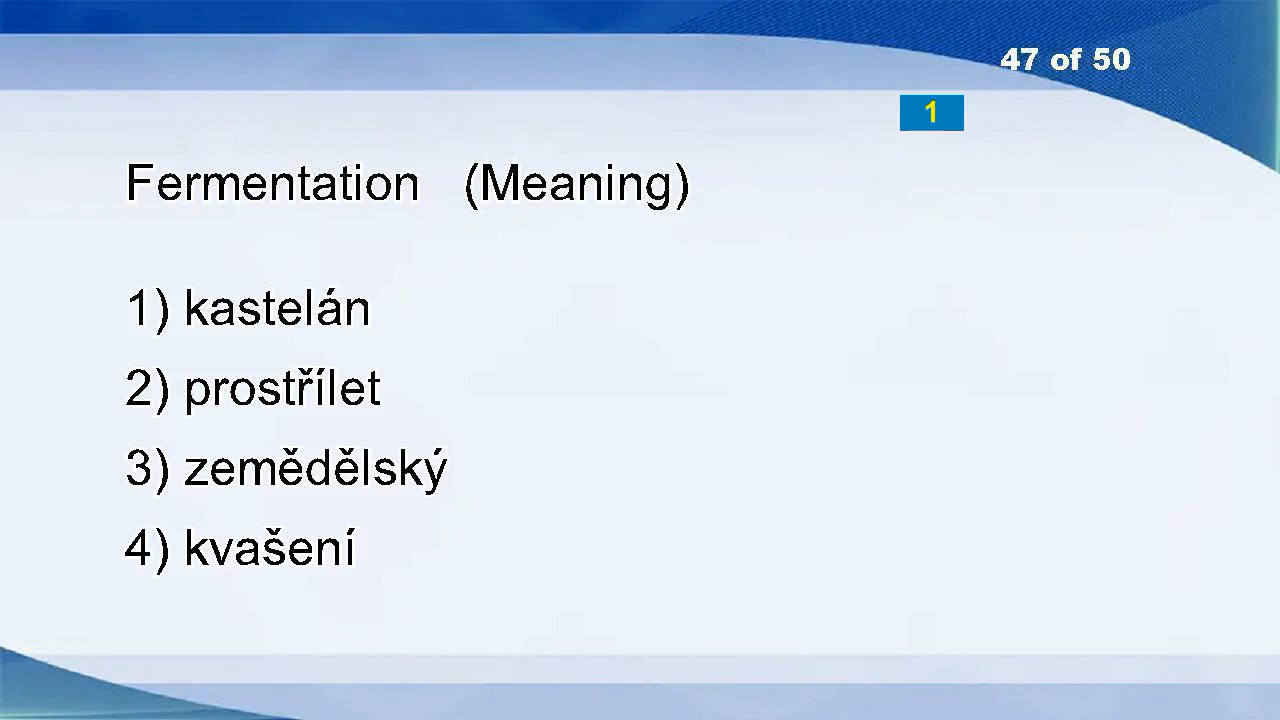 47 of 50
1
Fermentation (Meaning)
1) kastelán
2) prostřílet
3) zemědělský
4) kvašení